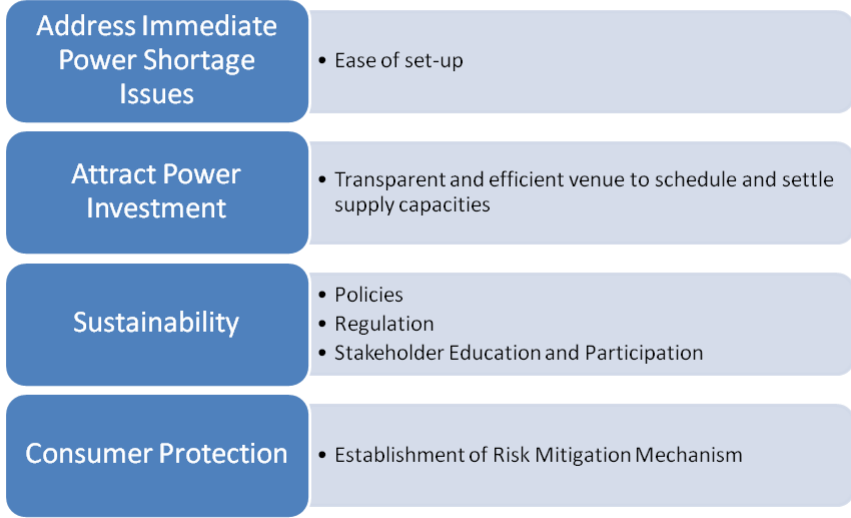 Address Immediate
Power Shortage
Issues
• Ease of set-up
Attract Power
Investment
• Transparent and efficient venue to schedule and settle
supply capacities
Sustainability
• Policies
• Regulation
• Stakeholder Education and Participation
Consumer Protection
• Establishment of Risk Mitigation Mechanism